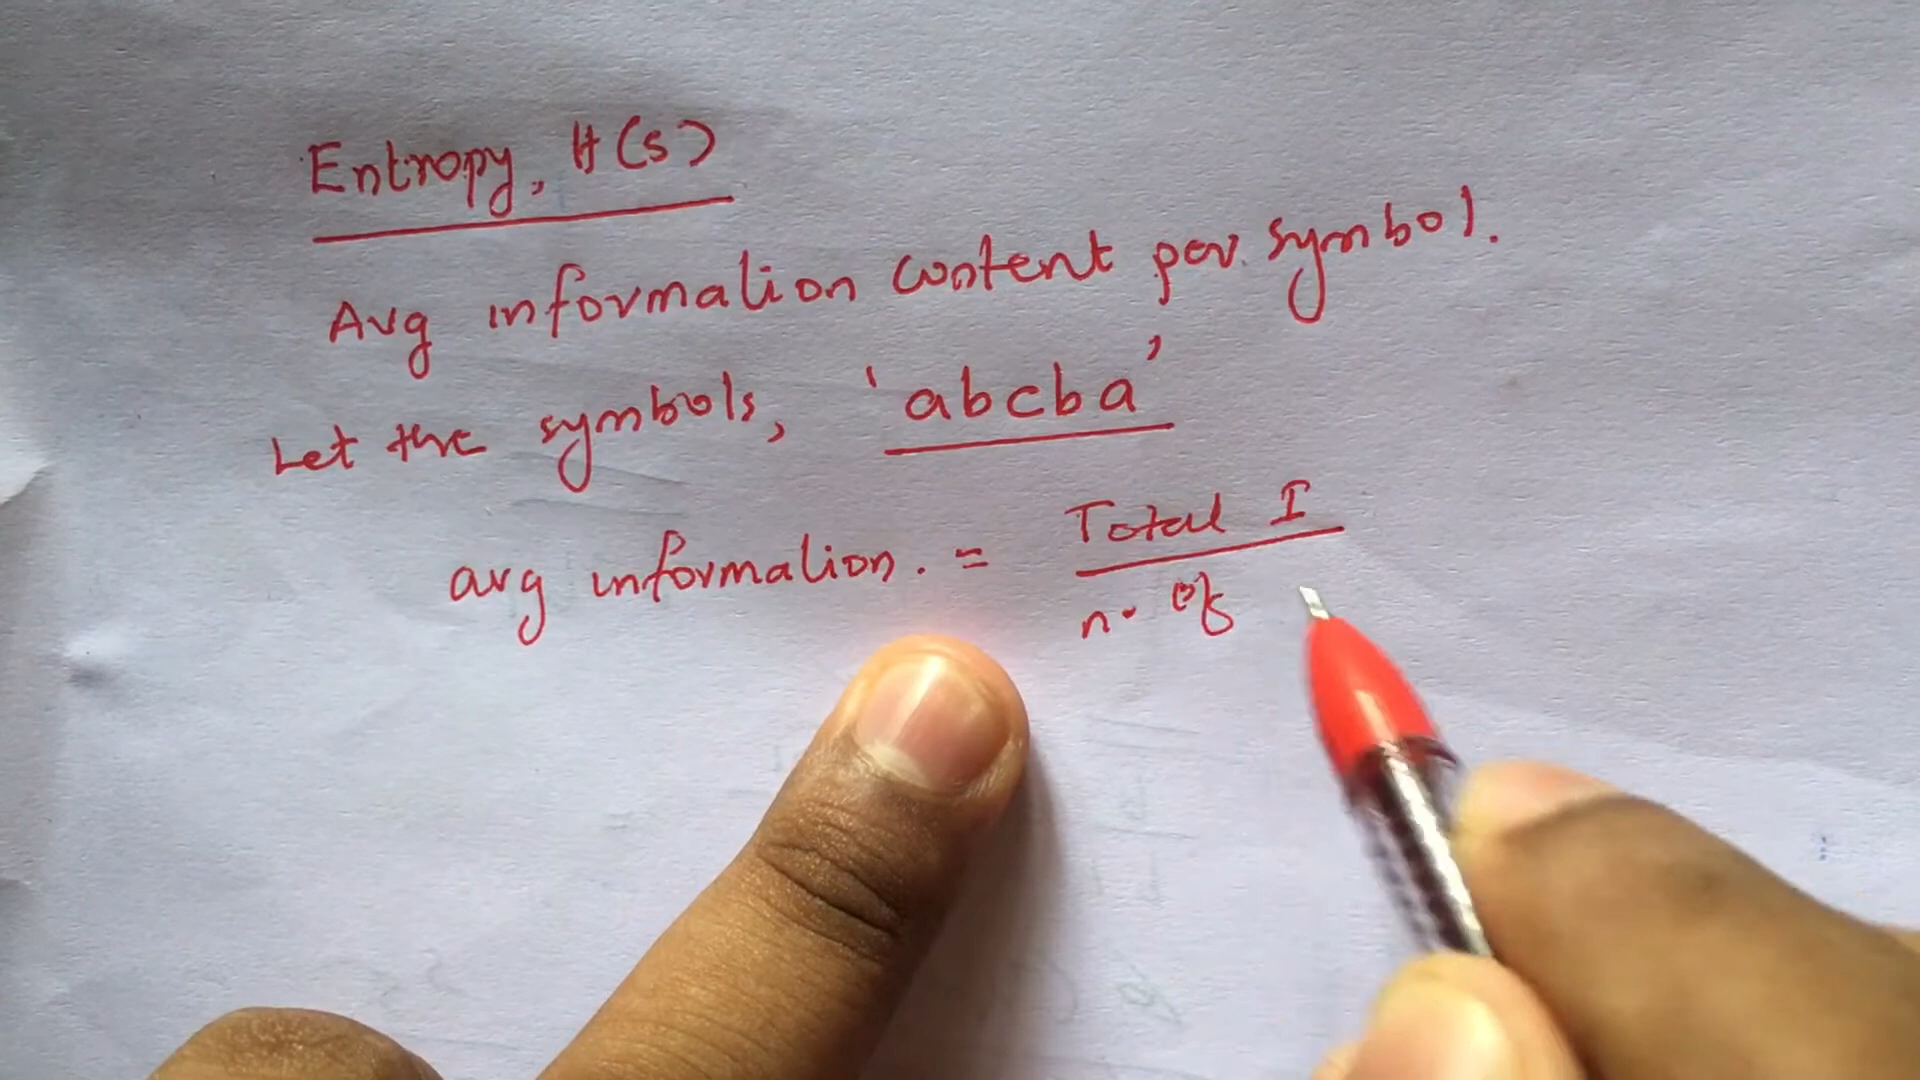 Entropy, H(s)
Avg information content per symbol.
Let the symbols, 'abcba'
avg information. = Total I
n. of